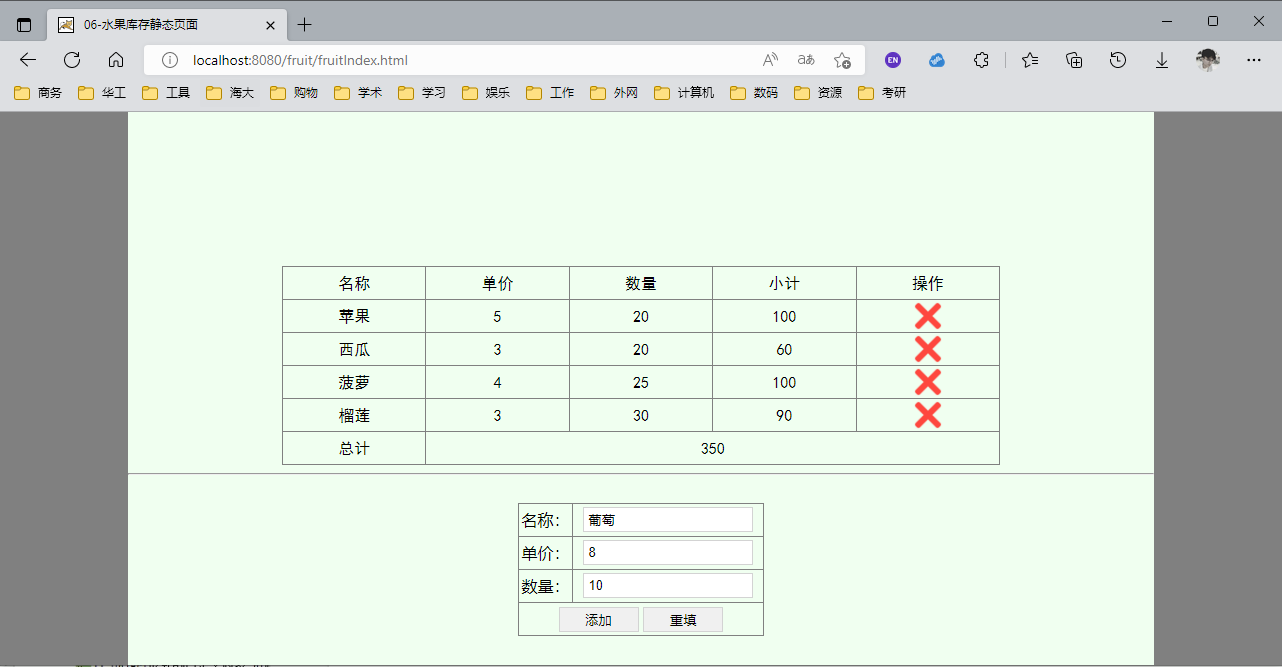 06-水果库存静态页面
localhost:8080/fruit/fruitIndex.html aあ EN
商务 华工 工具 海大 购物 学术 学习 娱乐 工作 外网 计算机 数码 资源 考研
名称 单价 数量 小计 操作
苹果 5 20 100
西瓜 3 20 60
菠萝 4 25 100
榴莲 3 30 90
总计 350
名称： 葡萄
单价： 8
数量： 10
添加 重填